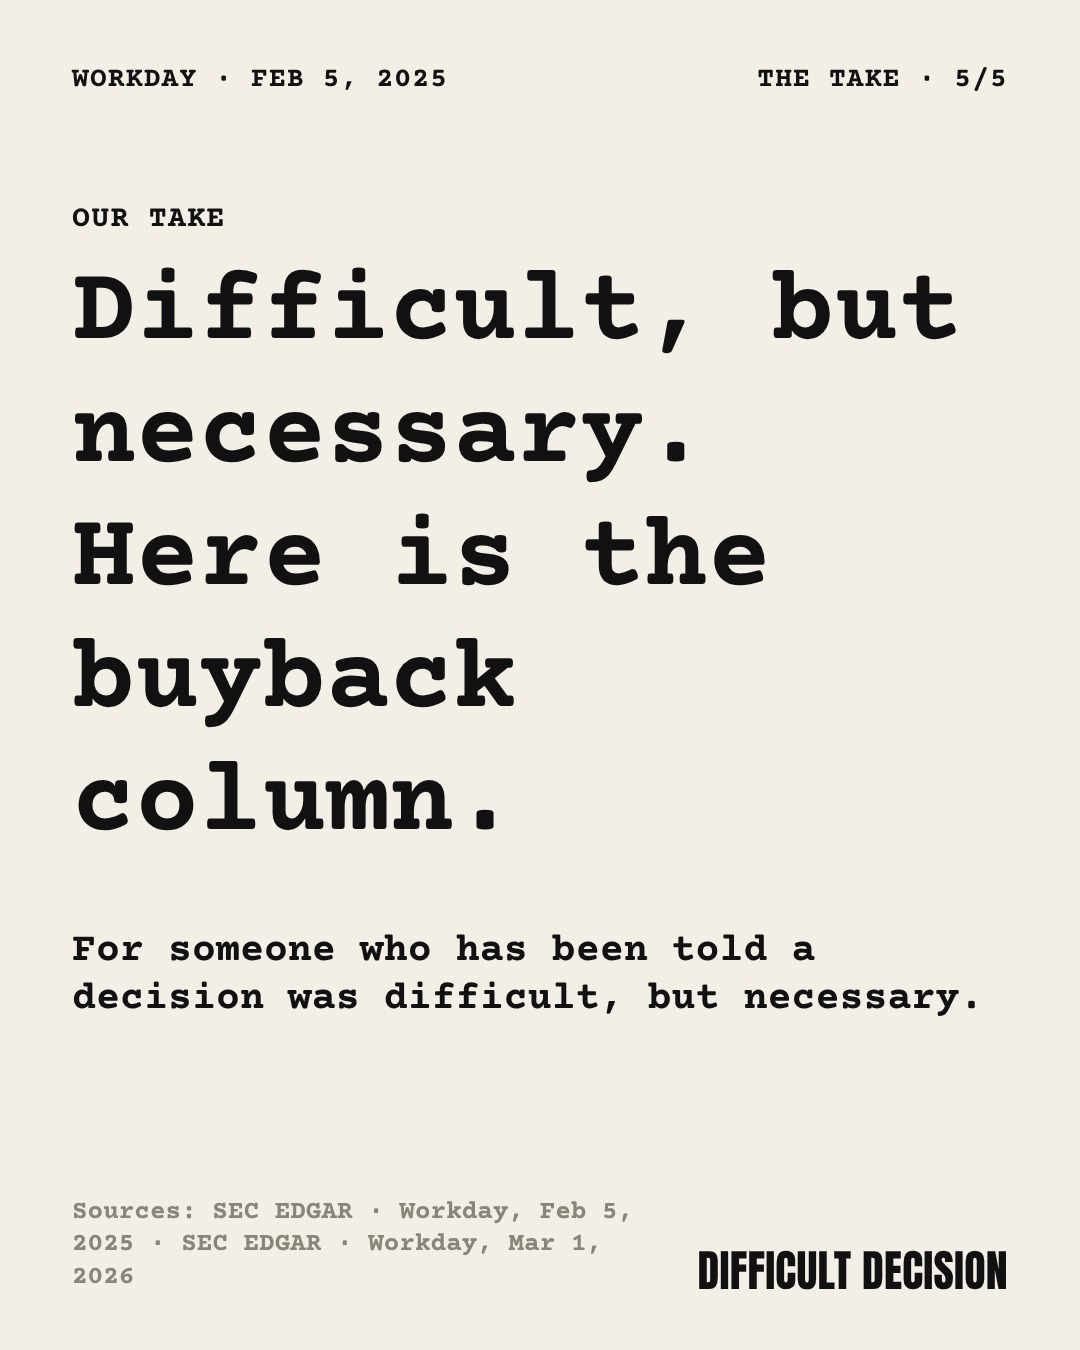 WORKDAY · FEB 5, 2025
THE TAKE · 5/5
OUR TAKE
Difficult, but
necessary.
Here is the
buyback
column.
For someone who has been told a
decision was difficult, but necessary.
Sources: SEC EDGAR · Workday, Feb 5,
2025 · SEC EDGAR · Workday, Mar 1,
2026
DIFFICULT DECISION